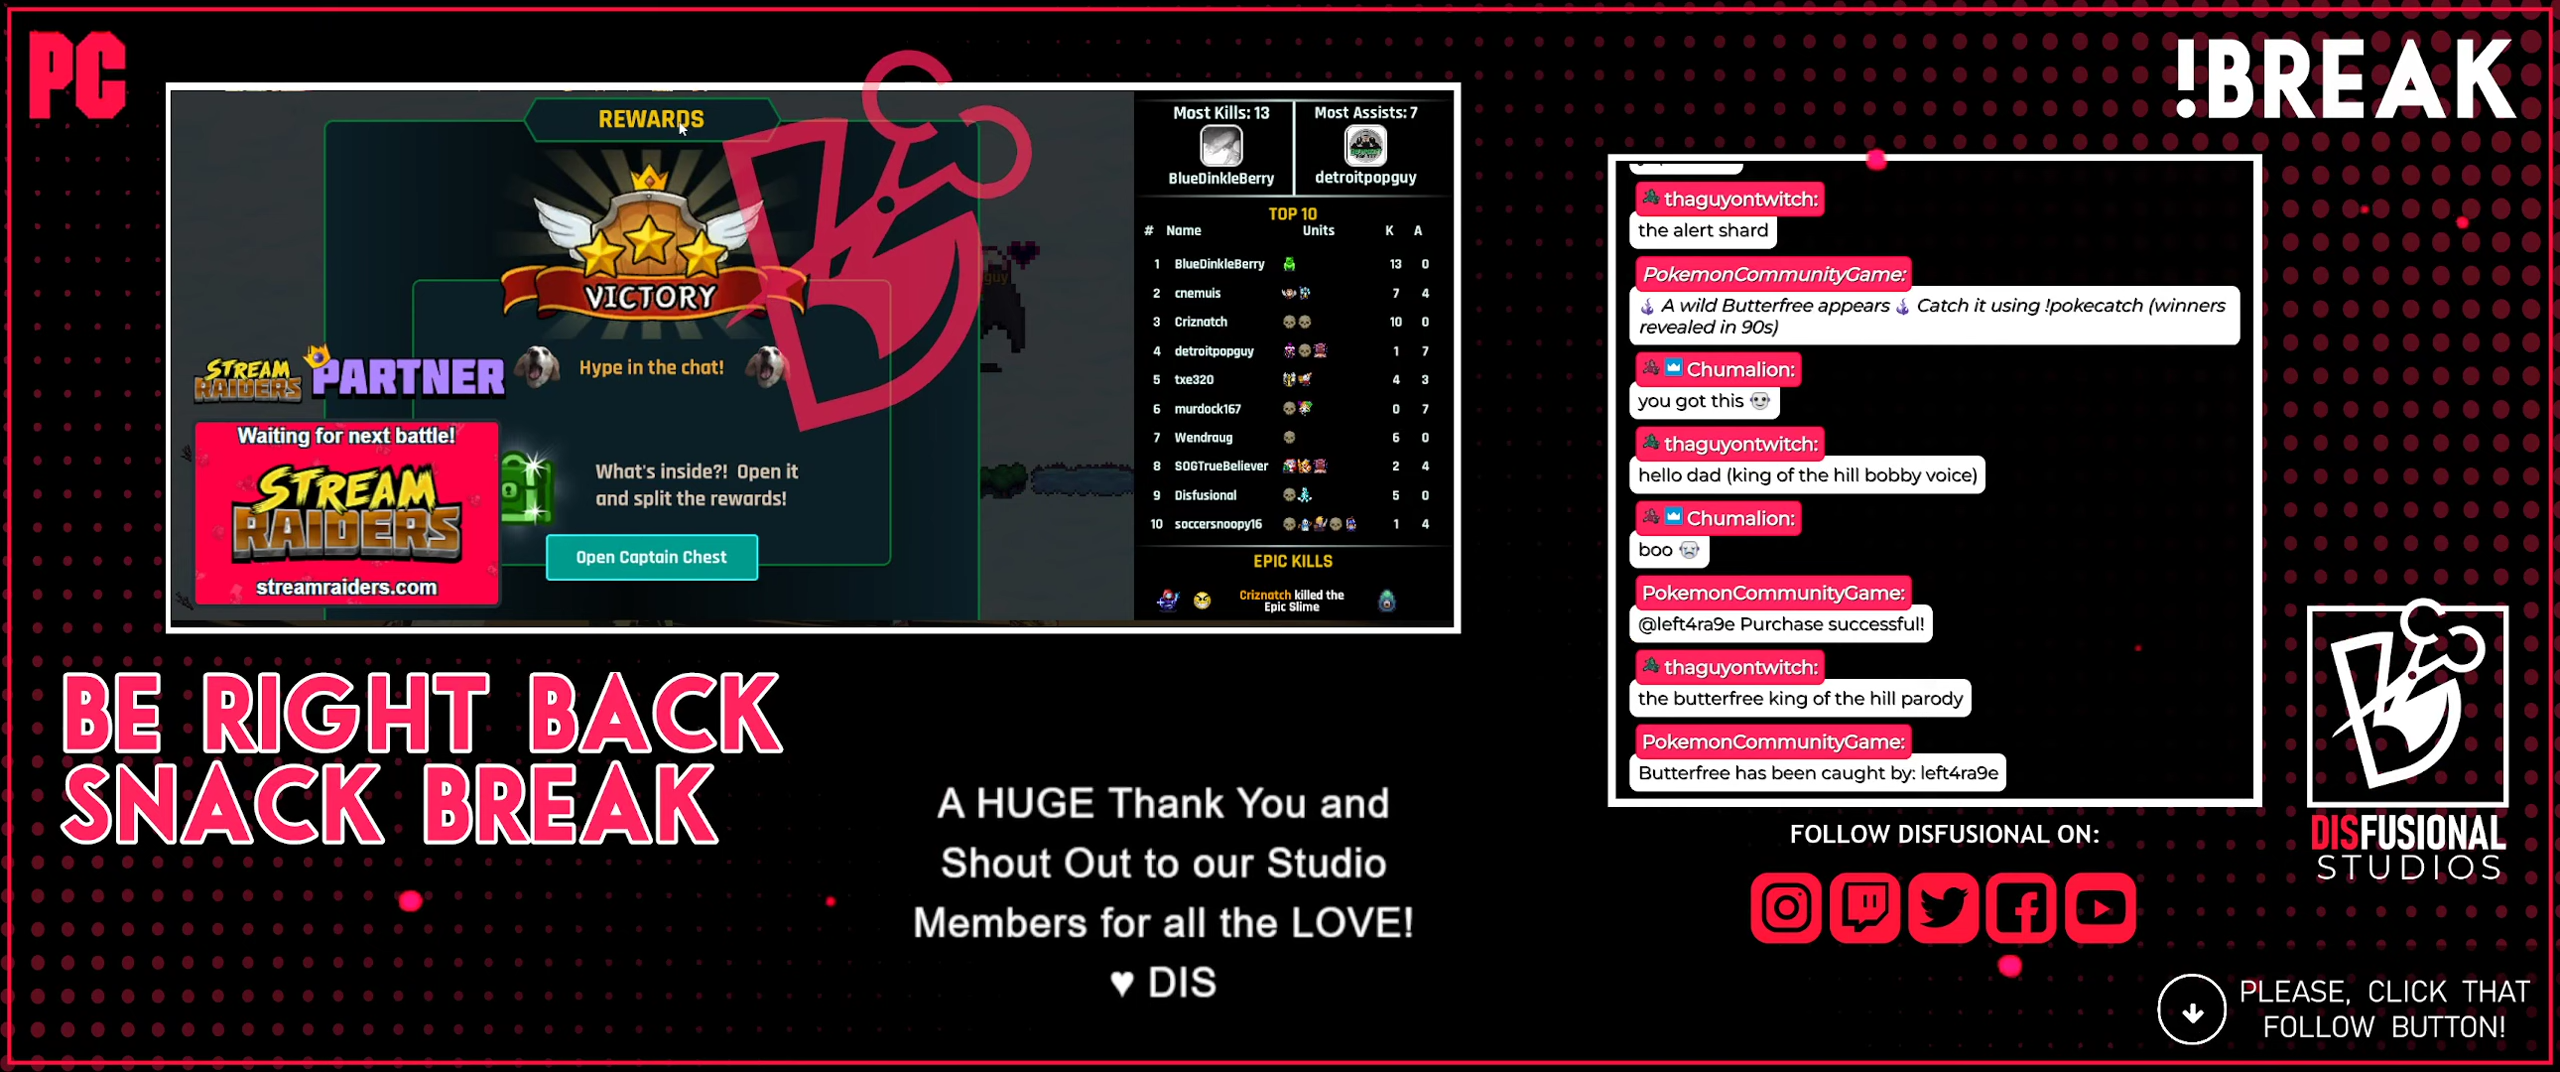 PC
!BREAK
REWARDS
VICTORY
Hype in the chat!
STREAM
RAIDERS
PARTNER
Waiting for next battle!
STREAM
RAIDERS
streamraiders.com
What's inside?! Open it
and split the rewards!
Open Captain Chest
Most Kills: 13
BlueDinkleBerry
Most Assists: 7
detroitpopguy
TOP 10
# Name Units K A
1 BlueDinkleBerry 13 0
2 cnemuis 7 4
3 Criznatch 10 0
4 detroitpopguy 1 7
5 txe320 4 3
6 murdock167 0 7
7 Wendraug 6 0
8 SOGTrueBeliever 2 4
9 Disfusional 5 0
10 soccersnoopy16 1 4
EPIC KILLS
Criznatch killed the
Epic Slime
thaguyontwitch:
the alert shard
PokemonCommunityGame:
A wild Butterfree appears Catch it using !pokecatch (winners
revealed in 90s)
Chumalion:
you got this
thaguyontwitch:
hello dad (king of the hill bobby voice)
Chumalion:
boo
PokemonCommunityGame:
@left4ra9e Purchase successful!
thaguyontwitch:
the butterfree king of the hill parody
PokemonCommunityGame:
Butterfree has been caught by: left4ra9e
BE RIGHT BACK
SNACK BREAK
A HUGE Thank You and
Shout Out to our Studio
Members for all the LOVE!
♥ DIS
FOLLOW DISFUSIONAL ON:
DISFUSIONAL
STUDIOS
PLEASE, CLICK THAT
FOLLOW BUTTON!